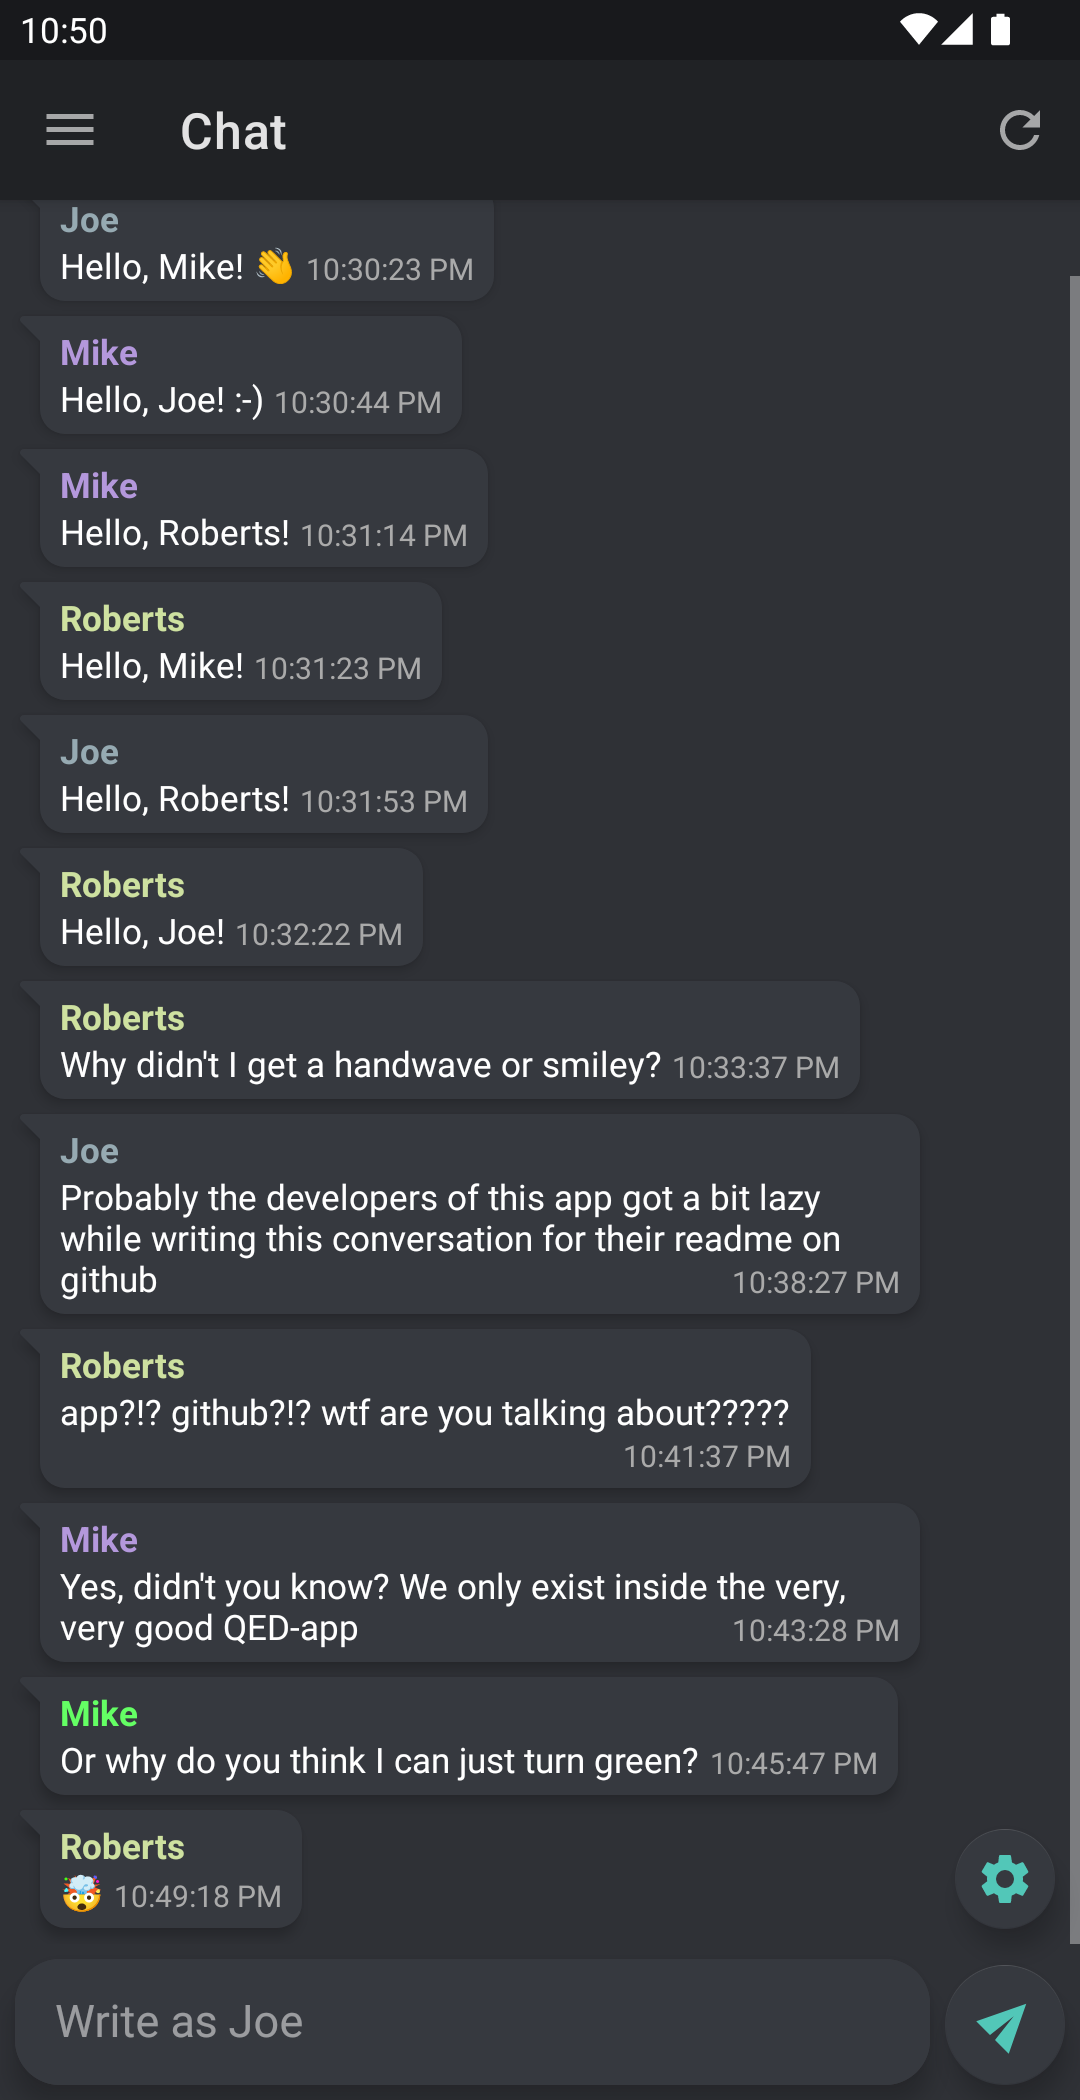 10:50
Chat
Joe
Hello, Mike! 👋 10:30:23 PM
Mike
Hello, Joe! :-) 10:30:44 PM
Mike
Hello, Roberts! 10:31:14 PM
Roberts
Hello, Mike! 10:31:23 PM
Joe
Hello, Roberts! 10:31:53 PM
Roberts
Hello, Joe! 10:32:22 PM
Roberts
Why didn't I get a handwave or smiley? 10:33:37 PM
Joe
Probably the developers of this app got a bit lazy
while writing this conversation for their readme on
github 10:38:27 PM
Roberts
app?!? github?!? wtf are you talking about?????
10:41:37 PM
Mike
Yes, didn't you know? We only exist inside the very,
very good QED-app 10:43:28 PM
Mike
Or why do you think I can just turn green? 10:45:47 PM
Roberts
🤯 10:49:18 PM
Write as Joe